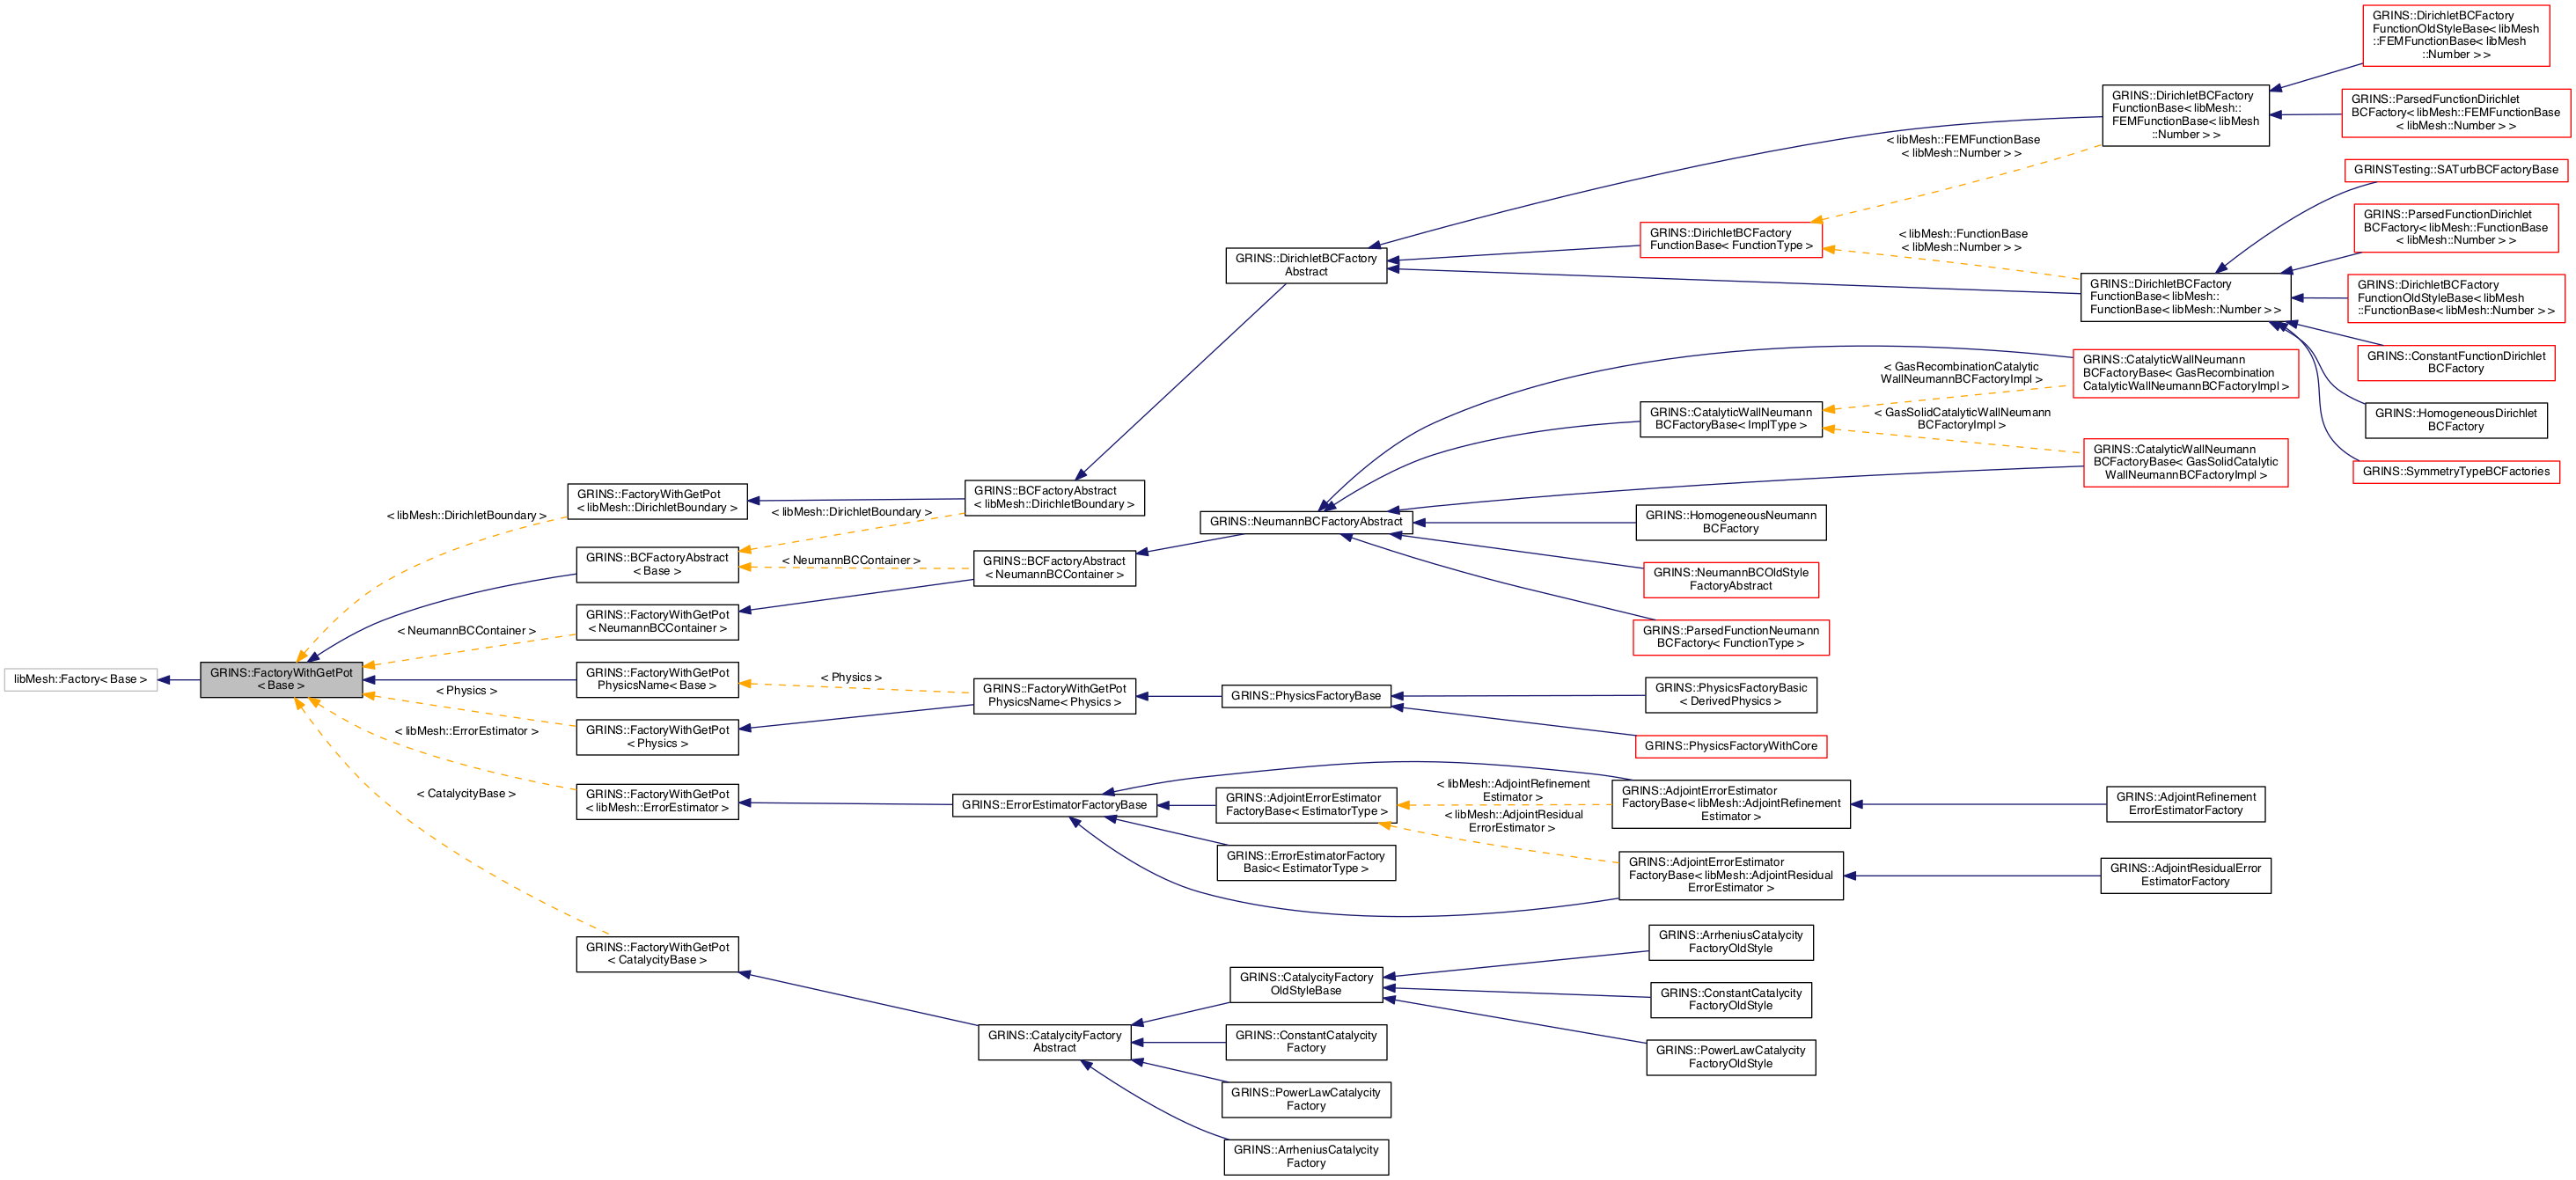 libMesh::Factory< Base >
GRINS::FactoryWithGetPot
< Base >
< libMesh::DirichletBoundary >
< NeumannBCContainer >
< Physics >
< libMesh::ErrorEstimator >
< CatalycityBase >
GRINS::FactoryWithGetPot
< libMesh::DirichletBoundary >
GRINS::BCFactoryAbstract
< Base >
GRINS::FactoryWithGetPot
< NeumannBCContainer >
GRINS::FactoryWithGetPot
PhysicsName< Base >
GRINS::FactoryWithGetPot
< Physics >
GRINS::FactoryWithGetPot
< libMesh::ErrorEstimator >
GRINS::FactoryWithGetPot
< CatalycityBase >
< libMesh::DirichletBoundary >
< NeumannBCContainer >
< Physics >
GRINS::BCFactoryAbstract
< libMesh::DirichletBoundary >
GRINS::BCFactoryAbstract
< NeumannBCContainer >
GRINS::FactoryWithGetPot
PhysicsName< Physics >
GRINS::ErrorEstimatorFactoryBase
GRINS::CatalycityFactory
Abstract
GRINS::DirichletBCFactory
Abstract
GRINS::NeumannBCFactoryAbstract
GRINS::PhysicsFactoryBase
GRINS::AdjointErrorEstimator
FactoryBase< EstimatorType >
GRINS::ErrorEstimatorFactory
Basic< EstimatorType >
GRINS::CatalycityFactory
OldStyleBase
GRINS::ConstantCatalycity
Factory
GRINS::PowerLawCatalycity
Factory
GRINS::ArrheniusCatalycity
Factory
< libMesh::AdjointRefinement
Estimator >
< libMesh::AdjointResidual
ErrorEstimator >
GRINS::DirichletBCFactory
FunctionBase< FunctionType >
GRINS::CatalyticWallNeumann
BCFactoryBase< ImplType >
GRINS::HomogeneousNeumann
BCFactory
GRINS::NeumannBCOldStyle
FactoryAbstract
GRINS::ParsedFunctionNeumann
BCFactory< FunctionType >
GRINS::PhysicsFactoryBasic
< DerivedPhysics >
GRINS::PhysicsFactoryWithCore
GRINS::AdjointErrorEstimator
FactoryBase< libMesh::AdjointRefinement
Estimator >
GRINS::AdjointErrorEstimator
FactoryBase< libMesh::AdjointResidual
ErrorEstimator >
GRINS::ArrheniusCatalycity
FactoryOldStyle
GRINS::ConstantCatalycity
FactoryOldStyle
GRINS::PowerLawCatalycity
FactoryOldStyle
< libMesh::FEMFunctionBase
< libMesh::Number > >
< libMesh::FunctionBase
< libMesh::Number > >
< GasRecombinationCatalytic
WallNeumannBCFactoryImpl >
< GasSolidCatalyticWallNeumann
BCFactoryImpl >
GRINS::DirichletBCFactory
FunctionBase< libMesh::
FEMFunctionBase< libMesh
::Number > >
GRINS::DirichletBCFactory
FunctionBase< libMesh::
FunctionBase< libMesh::Number > >
GRINS::CatalyticWallNeumann
BCFactoryBase< GasRecombination
CatalyticWallNeumannBCFactoryImpl >
GRINS::CatalyticWallNeumann
BCFactoryBase< GasSolidCatalytic
WallNeumannBCFactoryImpl >
GRINS::AdjointRefinement
ErrorEstimatorFactory
GRINS::AdjointResidualError
EstimatorFactory
GRINS::DirichletBCFactory
FunctionOldStyleBase< libMesh
::FEMFunctionBase< libMesh
::Number > >
GRINS::ParsedFunctionDirichlet
BCFactory< libMesh::FEMFunctionBase
< libMesh::Number > >
GRINSTesting::SATurbBCFactoryBase
GRINS::ParsedFunctionDirichlet
BCFactory< libMesh::FunctionBase
< libMesh::Number > >
GRINS::DirichletBCFactory
FunctionOldStyleBase< libMesh
::FunctionBase< libMesh::Number > >
GRINS::ConstantFunctionDirichlet
BCFactory
GRINS::HomogeneousDirichlet
BCFactory
GRINS::SymmetryTypeBCFactories